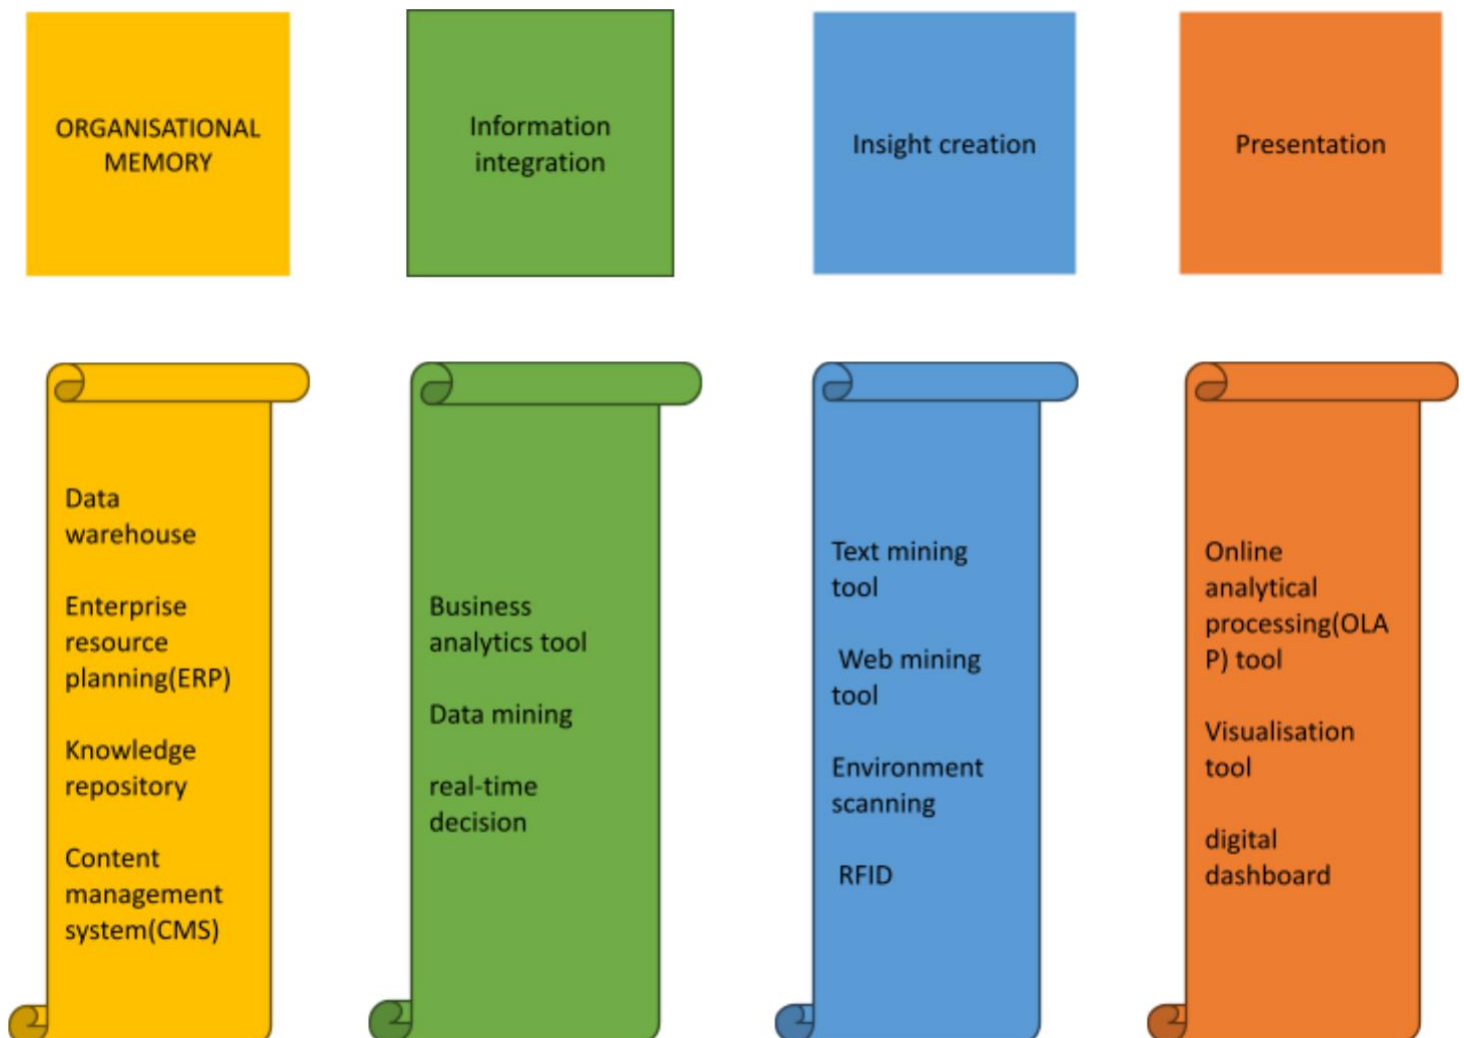 ORGANISATIONAL
MEMORY
Information
integration
Insight creation
Presentation
Data
warehouse
Enterprise
resource
planning(ERP)
Knowledge
repository
Content
management
system(CMS)
Business
analytics tool
Data mining
real-time
decision
Text mining
tool
Web mining
tool
Environment
scanning
RFID
Online
analytical
processing(OLA
P) tool
Visualisation
tool
digital
dashboard